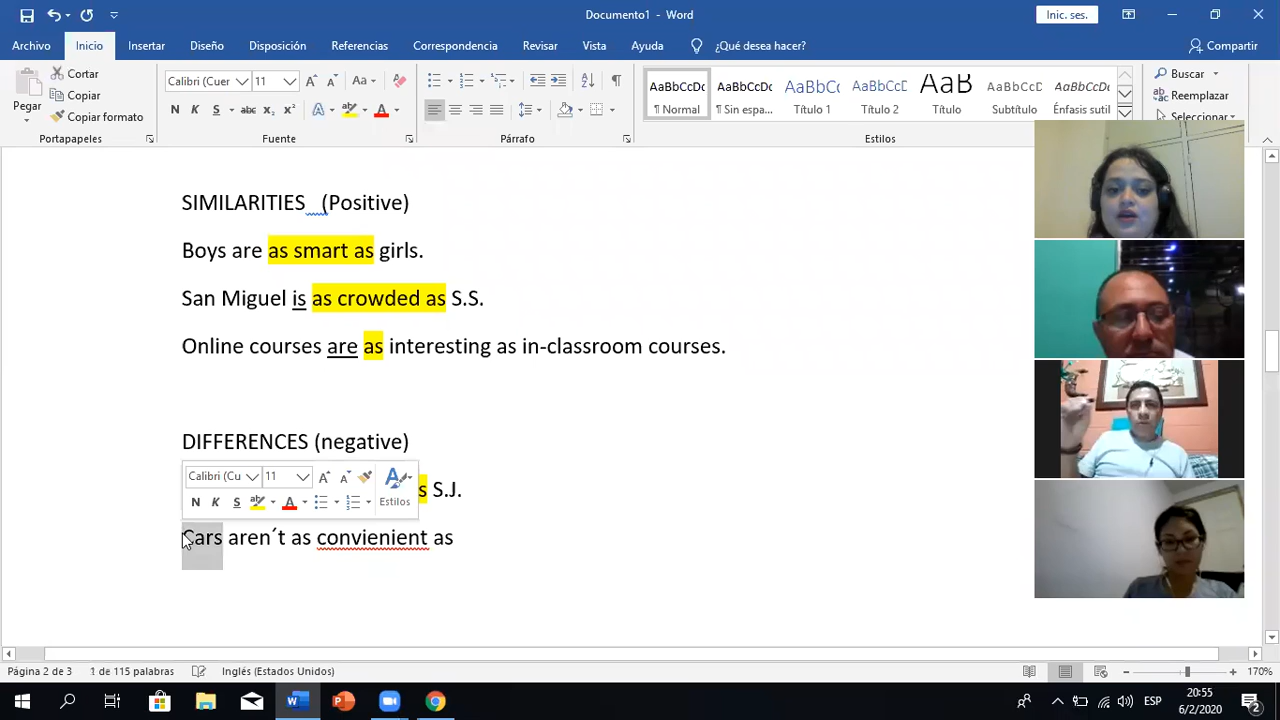 Documento1 - Word
Inic. ses.
Archivo Inicio Insertar Diseño Disposición Referencias Correspondencia Revisar Vista Ayuda ¿Qué desea hacer? Compartir
Pegar
Cortar
Copiar
Copiar formato
Portapapeles
Calibri (Cuer 11
N K S abc x₂ x²
Fuente
Párrafo
AaBbCcDc AaBbCcDc AaBbCc AaBbCcD AaB AaBbCcD AaBbCcDc
¶ Normal ¶ Sin espa... Título 1 Título 2 Título Subtítulo Énfasis sutil
Estilos
Buscar
Reemplazar
Seleccionar
SIMILARITIES (Positive)
Boys are as smart as girls.
San Miguel is as crowded as S.S.
Online courses are as interesting as in-classroom courses.
DIFFERENCES (negative)
Calibri (Cu 11
N K S
Estilos
s S.J.
Cars aren´t as convienient as
Página 2 de 3 1 de 115 palabras Inglés (Estados Unidos) 170%
ESP
20:55
6/2/2020
2